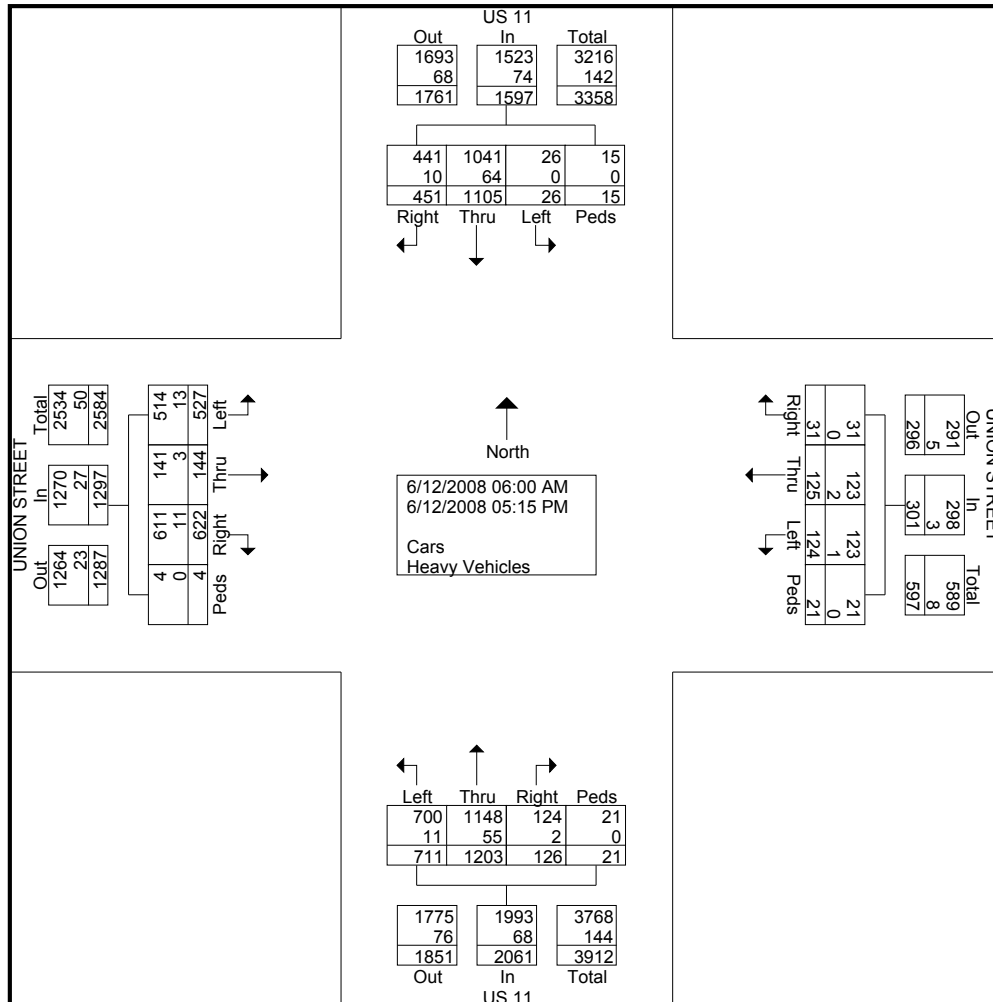 US 11
Out In Total
1693 1523 3216
68 74 142
1761 1597 3358
441 1041 26 15
10 64 0 0
451 1105 26 15
Right Thru Left Peds
UNION STREET
Total In Out
2534 1270 1264
50 27 23
2584 1297 1287
514 141 611 4
13 3 11 0
527 144 622 4
Left Thru Right Peds
North
6/12/2008 06:00 AM
6/12/2008 05:15 PM
Cars
Heavy Vehicles
Right Thru Left Peds
31 125 124 21
0 2 1 0
31 123 123 21
296 301 597
5 3 8
291 298 589
Out In Total
UNION STREET
Left Thru Right Peds
700 1148 124 21
11 55 2 0
711 1203 126 21
1775 1993 3768
76 68 144
1851 2061 3912
Out In Total
US 11